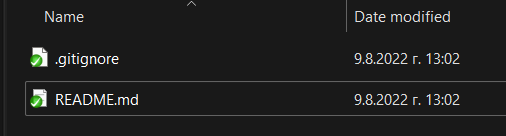 Name Date modified
.gitignore 9.8.2022 г. 13:02
README.md 9.8.2022 г. 13:02